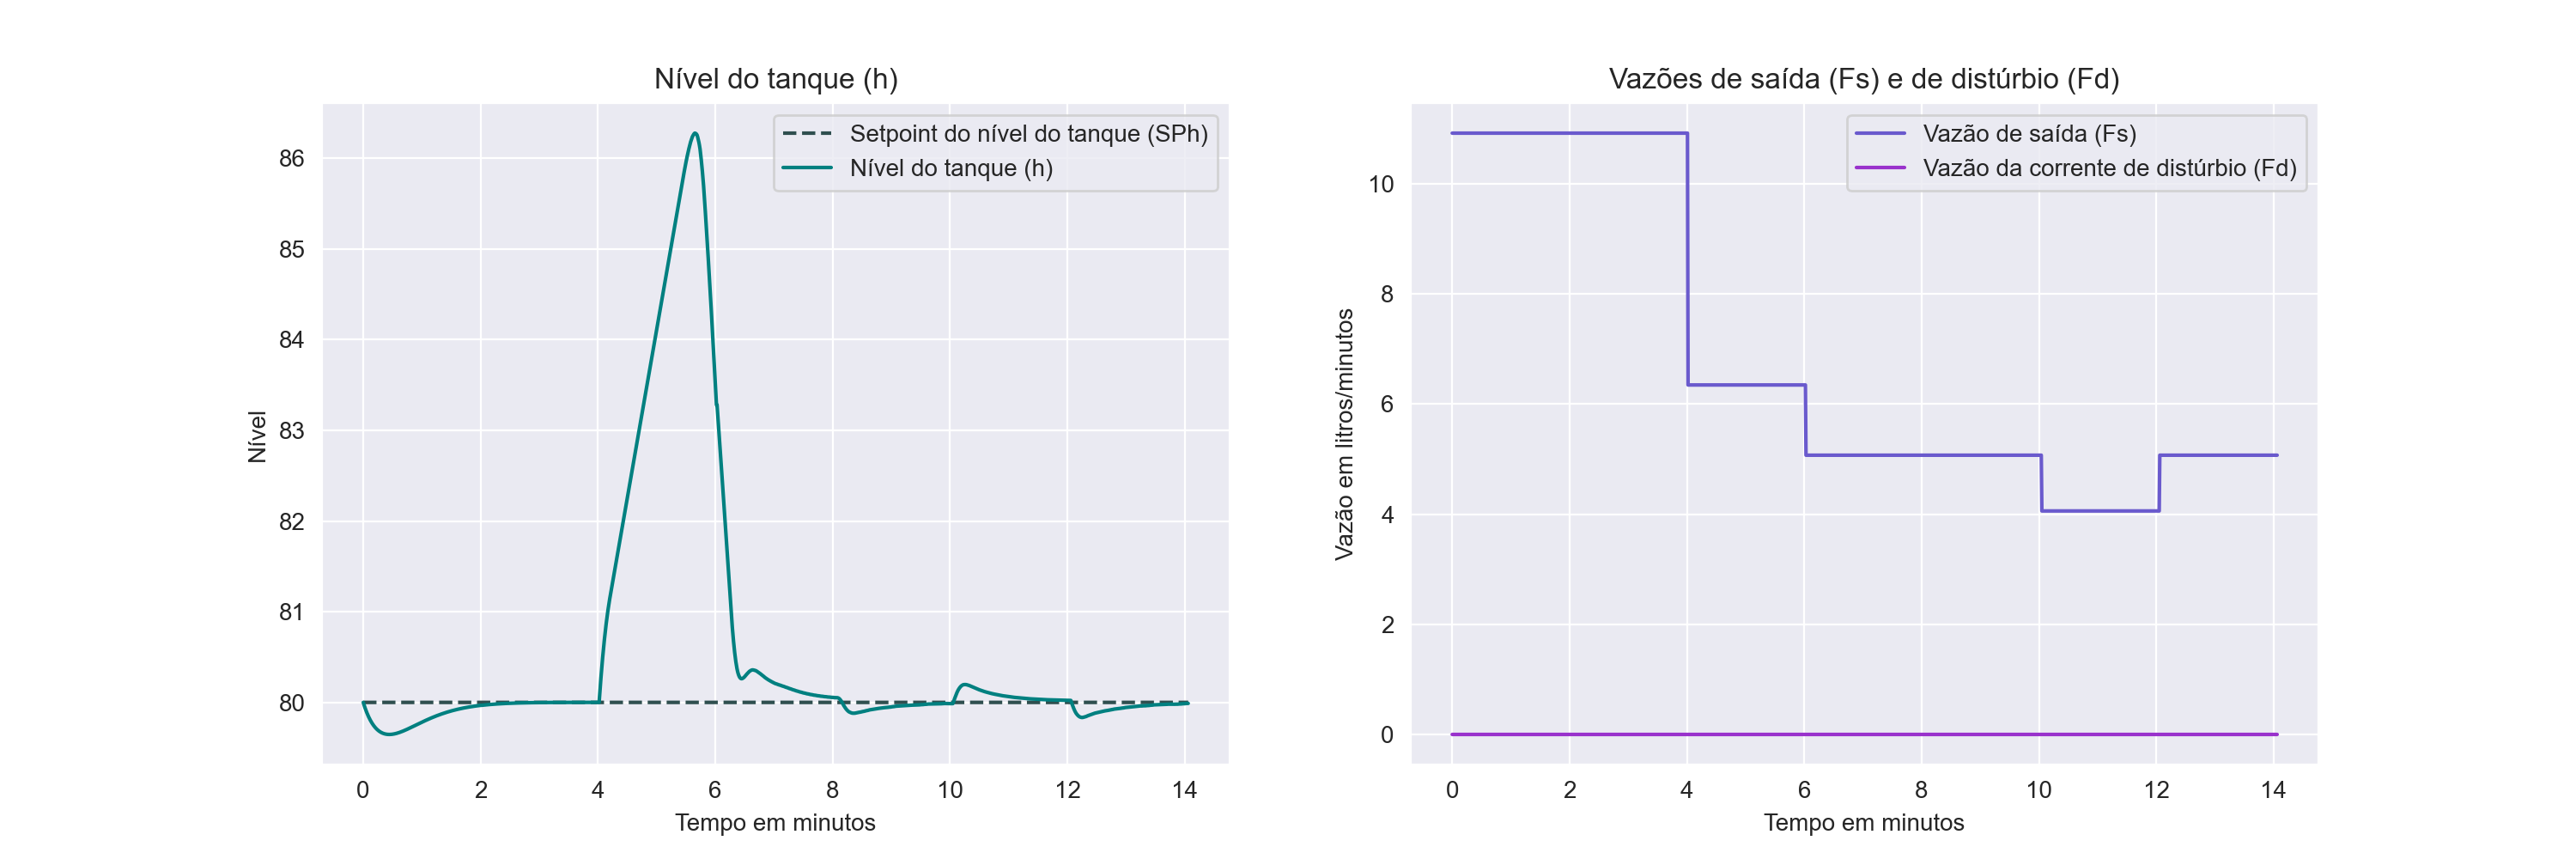 Nível do tanque (h)
Setpoint do nível do tanque (SPh)
Nível do tanque (h)
86
85
84
83
82
81
80
Nível
0 2 4 6 8 10 12 14
Tempo em minutos
Vazões de saída (Fs) e de distúrbio (Fd)
Vazão de saída (Fs)
Vazão da corrente de distúrbio (Fd)
10
8
6
4
2
0
Vazão em litros/minutos
0 2 4 6 8 10 12 14
Tempo em minutos